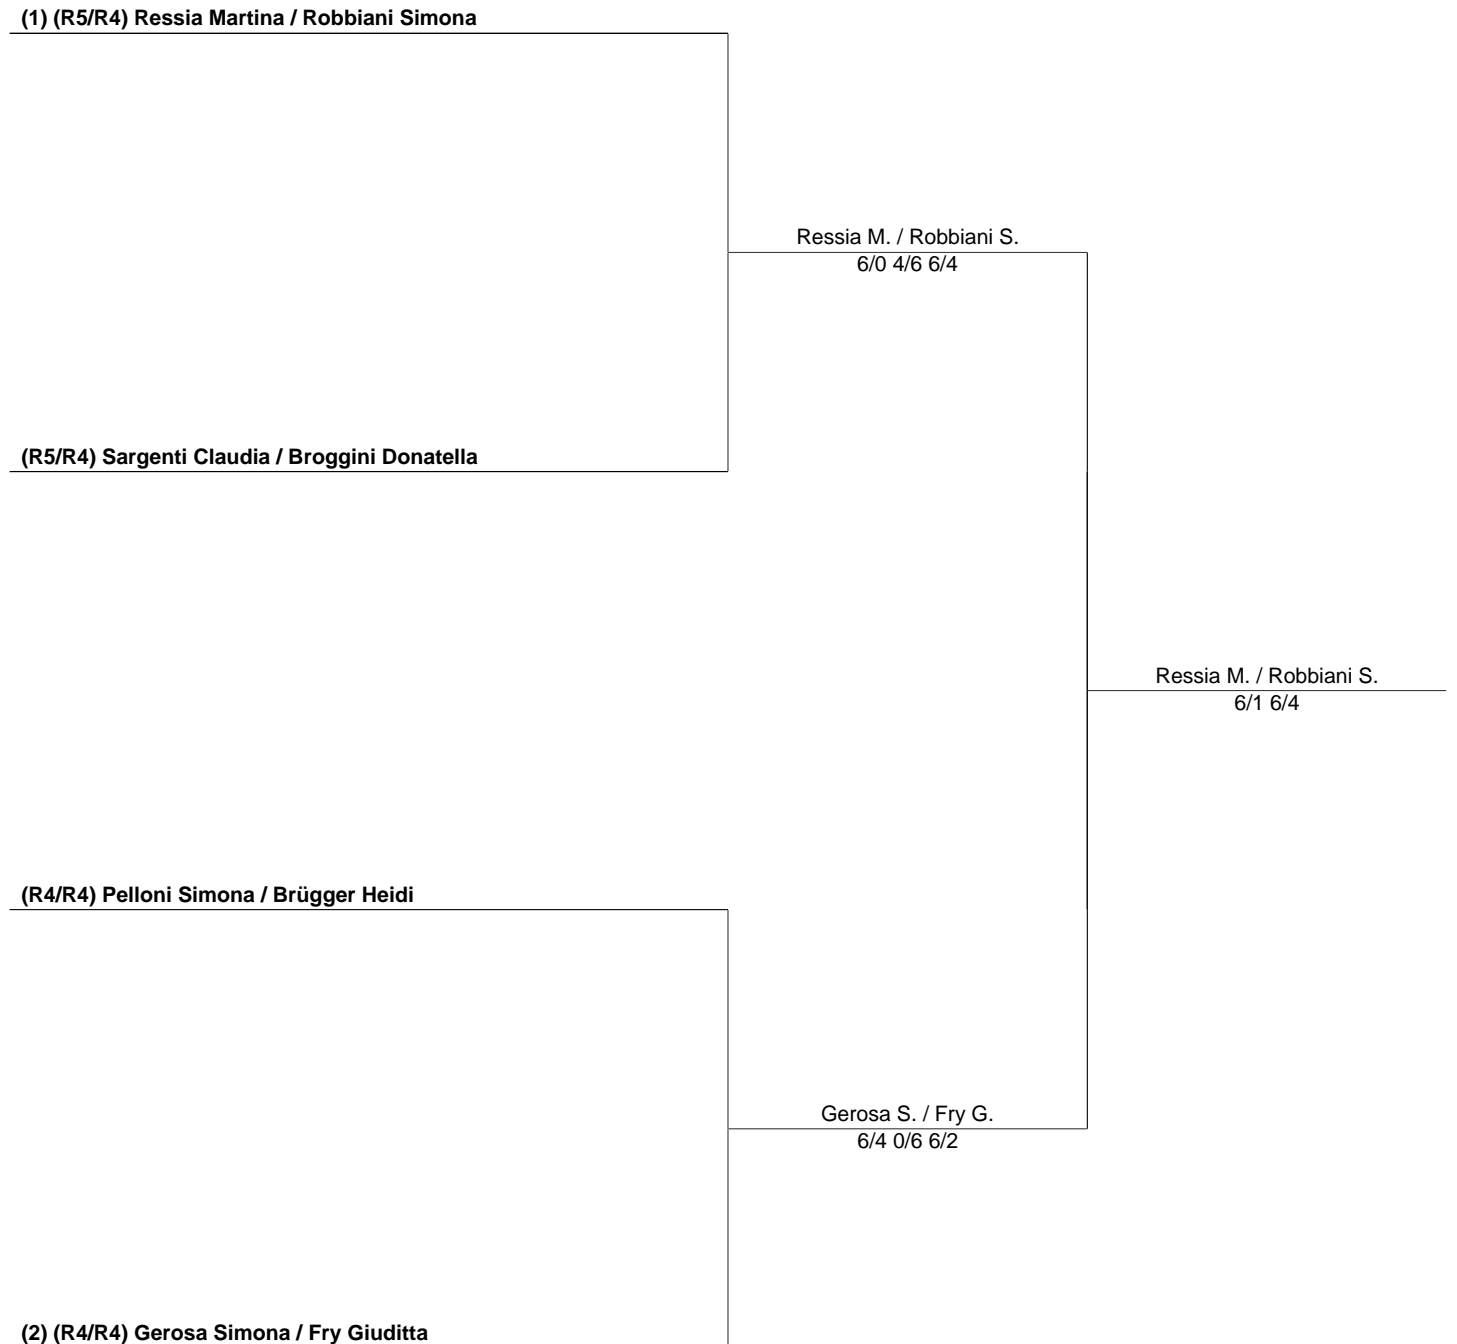 (1) (R5/R4) Ressia Martina / Robbiani Simona
Ressia M. / Robbiani S.
6/0 4/6 6/4
(R5/R4) Sargenti Claudia / Broggini Donatella
Ressia M. / Robbiani S.
6/1 6/4
(R4/R4) Pelloni Simona / Brügger Heidi
Gerosa S. / Fry G.
6/4 0/6 6/2
(2) (R4/R4) Gerosa Simona / Fry Giuditta